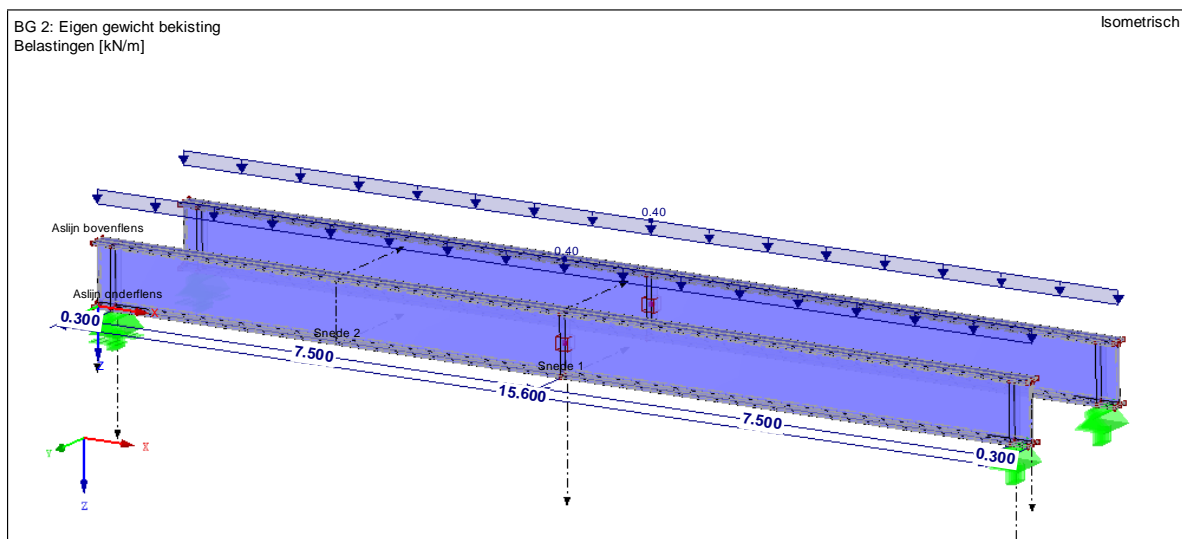 BG 2: Eigen gewicht bekisting
Isometrisch
Belastingen [kN/m]
0.40
0.40
Aslijn bovenflens
Aslijn onderflens
X
Z
0.300
7.500
Snede 2
Snede 1
15.600
7.500
0.300
Y
X
Z